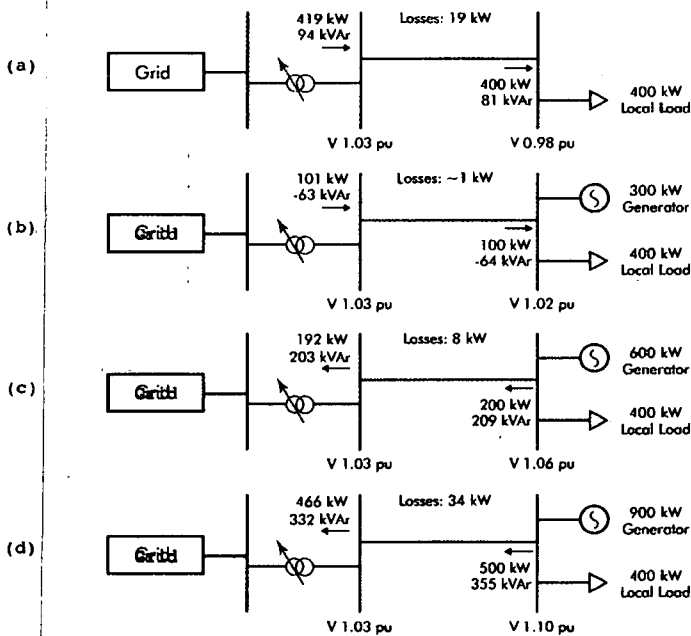 (a)
Grid
419 kW
94 kVAr
Losses: 19 kW
400 kW
81 kVAr
400 kW
Local Load
V 1.03 pu
V 0.98 pu
(b)
Grid
101 kW
-63 kVAr
Losses: ~1 kW
100 kW
-64 kVAr
300 kW
Generator
400 kW
Local Load
V 1.03 pu
V 1.02 pu
(c)
Grid
192 kW
203 kVAr
Losses: 8 kW
200 kW
209 kVAr
600 kW
Generator
400 kW
Local Load
V 1.03 pu
V 1.06 pu
(d)
Grid
466 kW
332 kVAr
Losses: 34 kW
500 kW
355 kVAr
900 kW
Generator
400 kW
Local Load
V 1.03 pu
V 1.10 pu